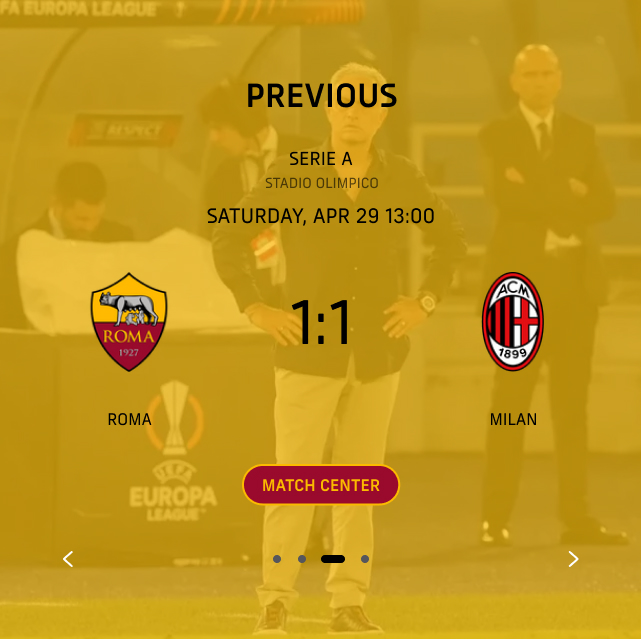 FA EUROPA LEAGUE
PREVIOUS
RESPECT
SERIE A
STADIO OLIMPICO
SATURDAY, APR 29 13:00
ROMA
1927
1:1
ACM
1899
ROMA
MILAN
MATCH CENTER
UEFA
EUROPA
LEAGUE